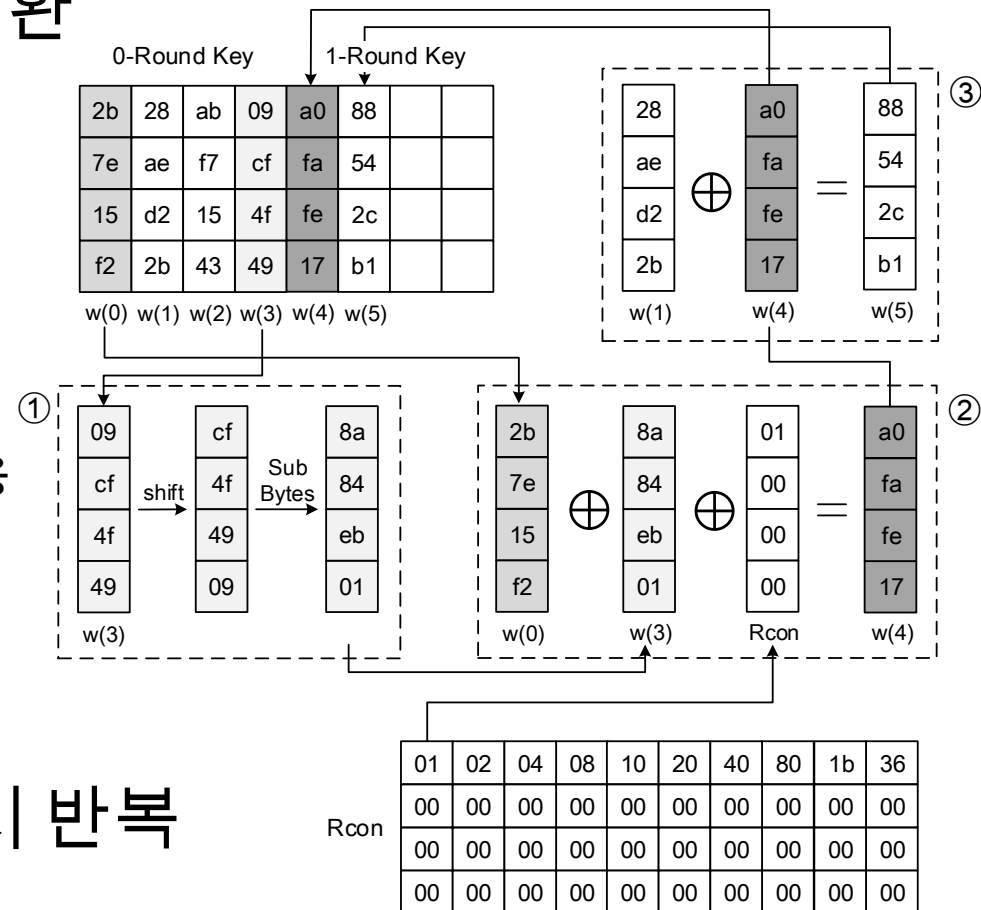 환
0-Round Key 1-Round Key
2b 28 ab 09 a0 88
7e ae f7 cf fa 54
15 d2 15 4f fe 2c
f2 2b 43 49 17 b1
w(0) w(1) w(2) w(3) w(4) w(5)
③
28 a0 88
ae fa 54
d2 ⊕ fe = 2c
2b 17 b1
w(1) w(4) w(5)
①
09 cf 8a
cf shift 4f Sub Bytes 84
4f 49 eb
49 09 01
w(3)
②
2b 8a 01 a0
7e 84 00 fa
15 ⊕ eb ⊕ 00 = fe
f2 01 00 17
w(0) w(3) Rcon w(4)
반복
Rcon
01 02 04 08 10 20 40 80 1b 36
00 00 00 00 00 00 00 00 00 00
00 00 00 00 00 00 00 00 00 00
00 00 00 00 00 00 00 00 00 00